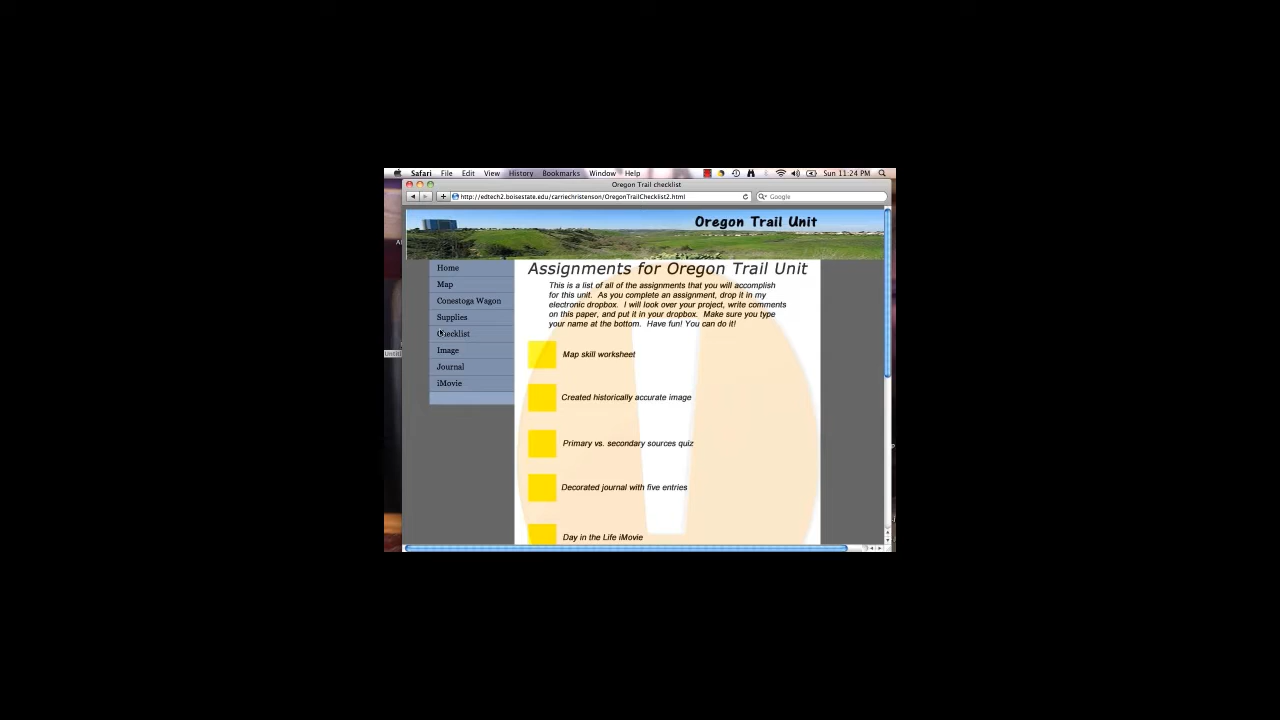 Safari File Edit View History Bookmarks Window Help Sun 11:24 PM
Oregon Trail checklist
http://edtech2.boisestate.edu/carriechristenson/OregonTrailChecklist2.html
Google
Oregon Trail Unit
Home
Map
Conestoga Wagon
Supplies
Checklist
Image
Journal
iMovie
Assignments for Oregon Trail Unit
This is a list of all of the assignments that you will accomplish
for this unit. As you complete an assignment, drop it in my
electronic dropbox. I will look over your project, write comments
on this paper, and put it in your dropbox. Make sure you type
your name at the bottom. Have fun! You can do it!
Map skill worksheet
Created historically accurate image
Primary vs. secondary sources quiz
Decorated journal with five entries
Day in the Life iMovie